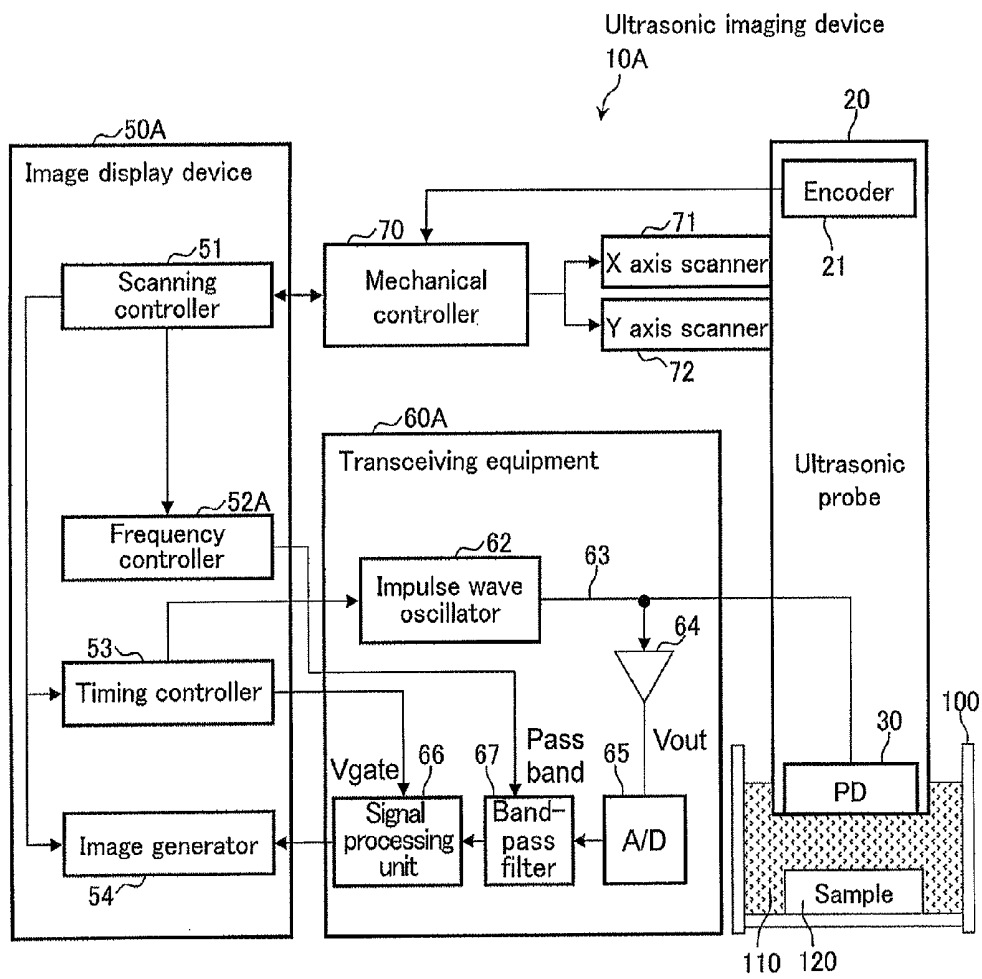 Ultrasonic imaging device
10A
50A
Image display device
20
Encoder
21
51
Scanning
controller
70
Mechanical
controller
71
X axis scanner
Y axis scanner
72
60A
Transceiving equipment
Ultrasonic
probe
52A
Frequency
controller
62
Impulse wave
oscillator
63
64
53
Timing controller
Vgate
66
Signal
processing
unit
67
Pass
band
Band-
pass
filter
65
Vout
A/D
30
PD
100
Image generator
54
Sample
110
120